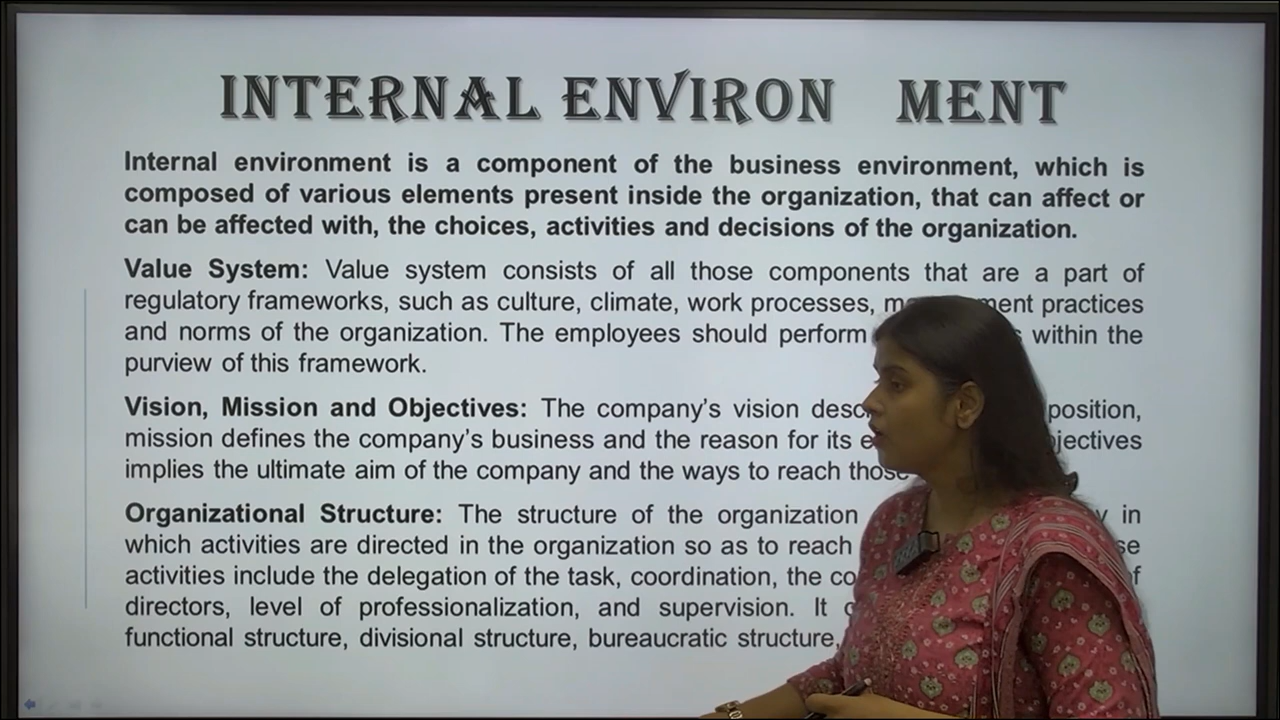 INTERNAL ENVIRON MENT
Internal environment is a component of the business environment, which is
composed of various elements present inside the organization, that can affect or
can be affected with, the choices, activities and decisions of the organization.
Value System: Value system consists of all those components that are a part of
regulatory frameworks, such as culture, climate, work processes, practices
and norms of the organization. The employees should perform within the
purview of this framework.
Vision, Mission and Objectives: The company's vision position,
mission defines the company's business and the reason for its
implies the ultimate aim of the company and the ways to reach
Organizational Structure: The structure of the organization in
which activities are directed in the organization so as to reach
activities include the delegation of the task, coordination, the
directors, level of professionalization, and supervision. It
functional structure, divisional structure, bureaucratic structure,